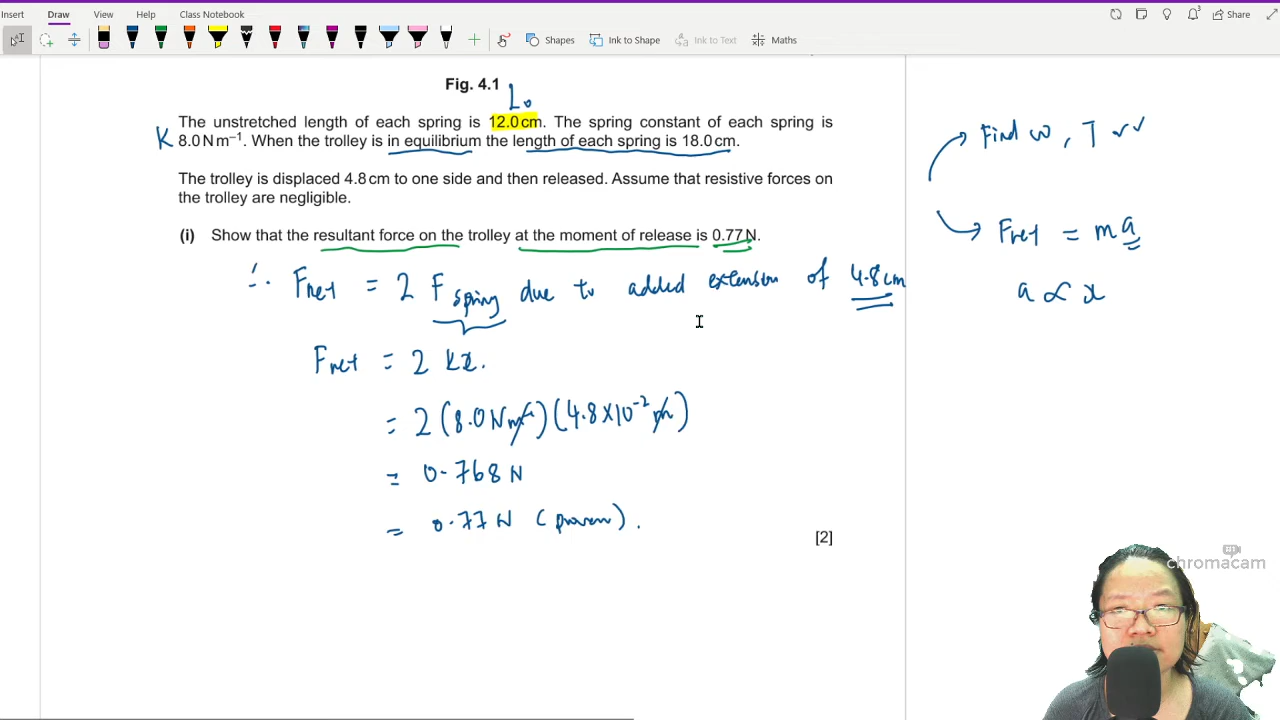 Insert Draw View Help Class Notebook
Share
Shapes Ink to Shape Ink to Text Maths
Fig. 4.1
L₀
The unstretched length of each spring is 12.0 cm. The spring constant of each spring is
K 8.0 N m⁻¹. When the trolley is in equilibrium the length of each spring is 18.0 cm.
The trolley is displaced 4.8 cm to one side and then released. Assume that resistive forces on
the trolley are negligible.
(i) Show that the resultant force on the trolley at the moment of release is 0.77 N.
∴ Fnet = 2 Fspring due to added extension of 4.8 cm
Fnet = 2 kx.
= 2 (8.0 N m⁻¹) (4.8 × 10⁻² m)
= 0.768 N
= 0.77 N (proven).
[2]
Find ω, T ✓✓
Fnet = ma
a ∝ x
chromacam